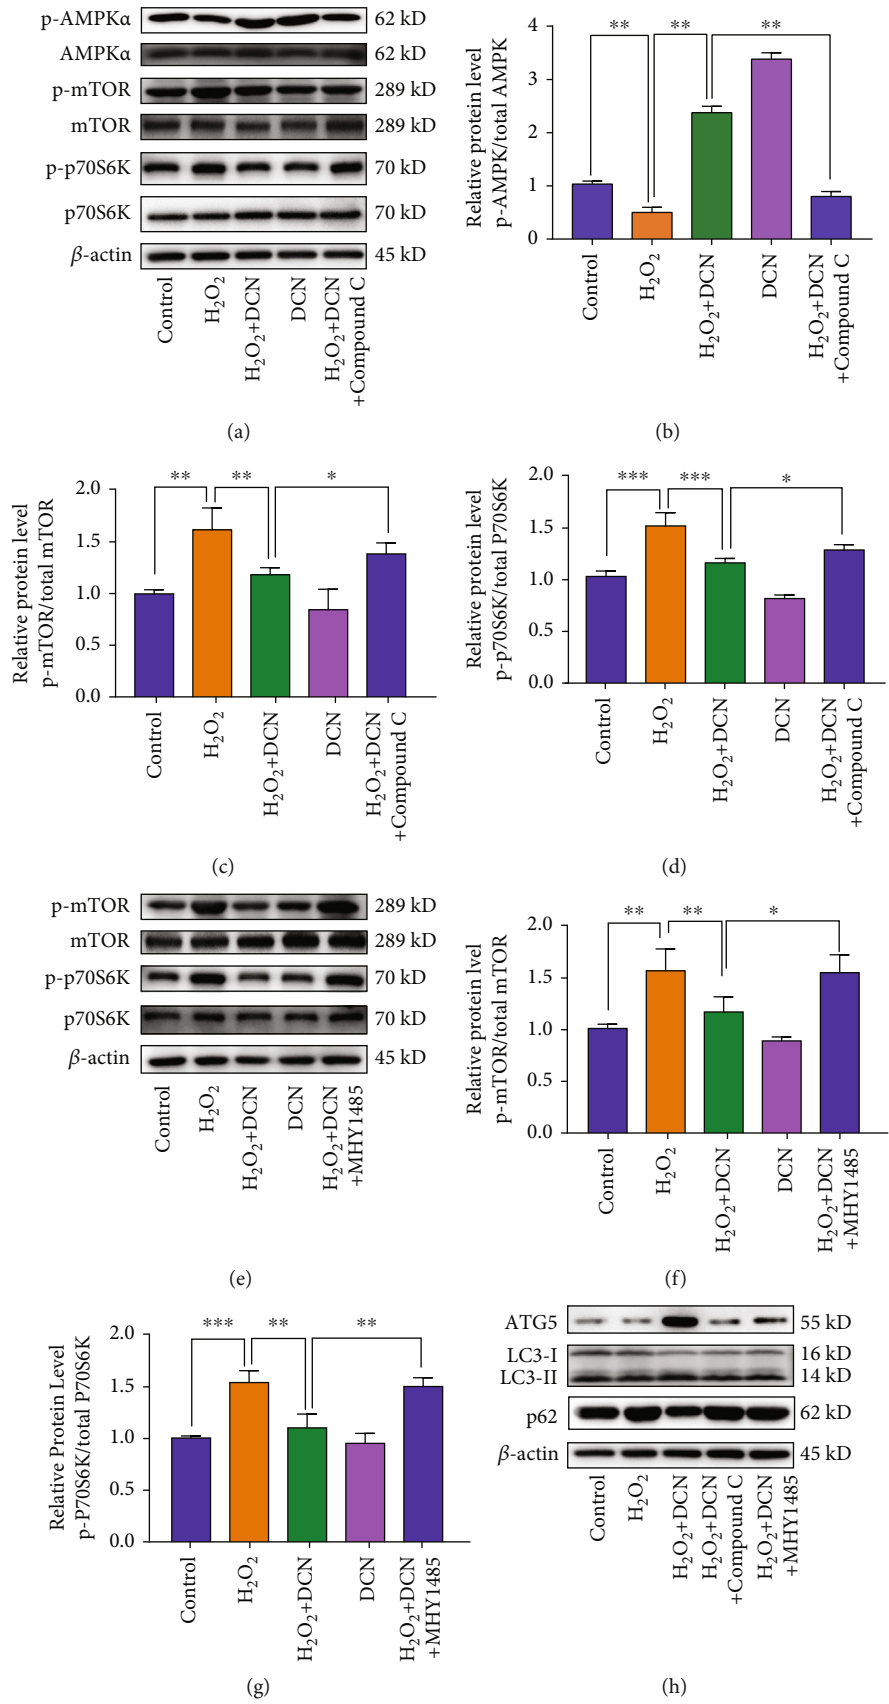 p-AMPKα 62 kD
AMPKα 62 kD
p-mTOR 289 kD
mTOR 289 kD
p-p70S6K 70 kD
p70S6K 70 kD
β-actin 45 kD
Control
H₂O₂
H₂O₂+DCN
DCN
H₂O₂+DCN
+Compound C
(a)
Relative protein level
p-AMPK/total AMPK
4
3
2
1
0
** ** **
Control
H₂O₂
H₂O₂+DCN
DCN
H₂O₂+DCN
+Compound C
(b)
Relative protein level
p-mTOR/total mTOR
2.0
1.5
1.0
0.5
0.0
** ** *
Control
H₂O₂
H₂O₂+DCN
DCN
H₂O₂+DCN
+Compound C
(c)
Relative protein level
p-p70S6K/total P70S6K
2.0
1.5
1.0
0.5
0.0
*** *** *
Control
H₂O₂
H₂O₂+DCN
DCN
H₂O₂+DCN
+Compound C
(d)
p-mTOR 289 kD
mTOR 289 kD
p-p70S6K 70 kD
p70S6K 70 kD
β-actin 45 kD
Control
H₂O₂
H₂O₂+DCN
DCN
H₂O₂+DCN
+MHY1485
(e)
Relative protein lvel
p-mTOR/total mTOR
2.0
1.5
1.0
0.5
0.0
** ** *
Control
H₂O₂
H₂O₂+DCN
DCN
H₂O₂+DCN
+MHY1485
(f)
Relative Protein Level
p-P70S6K/total P70S6K
2.0
1.5
1.0
0.5
0.0
*** ** **
Control
H₂O₂
H₂O₂+DCN
DCN
H₂O₂+DCN
+MHY1485
(g)
ATG5 55 kD
LC3-I 16 kD
LC3-II 14 kD
p62 62 kD
β-actin 45 kD
Control
H₂O₂
H₂O₂+DCN
H₂O₂+DCN
+Compound C
H₂O₂+DCN
+MHY1485
(h)